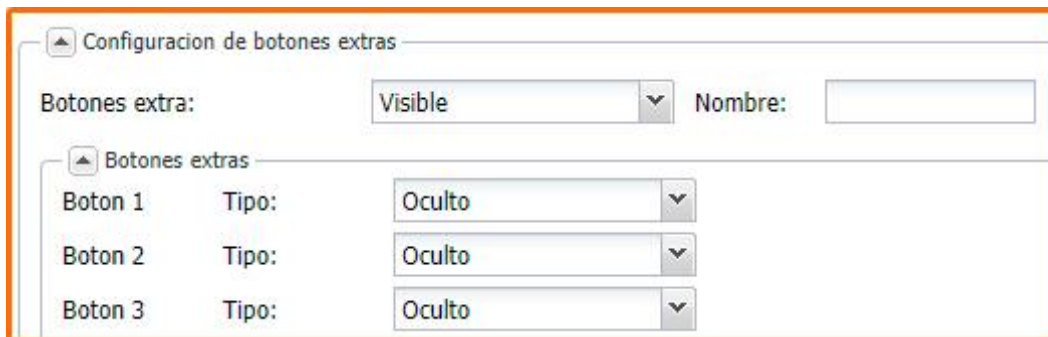 Configuracion de botones extras
Botones extra: Visible Nombre:
Botones extras
Boton 1 Tipo: Oculto
Boton 2 Tipo: Oculto
Boton 3 Tipo: Oculto